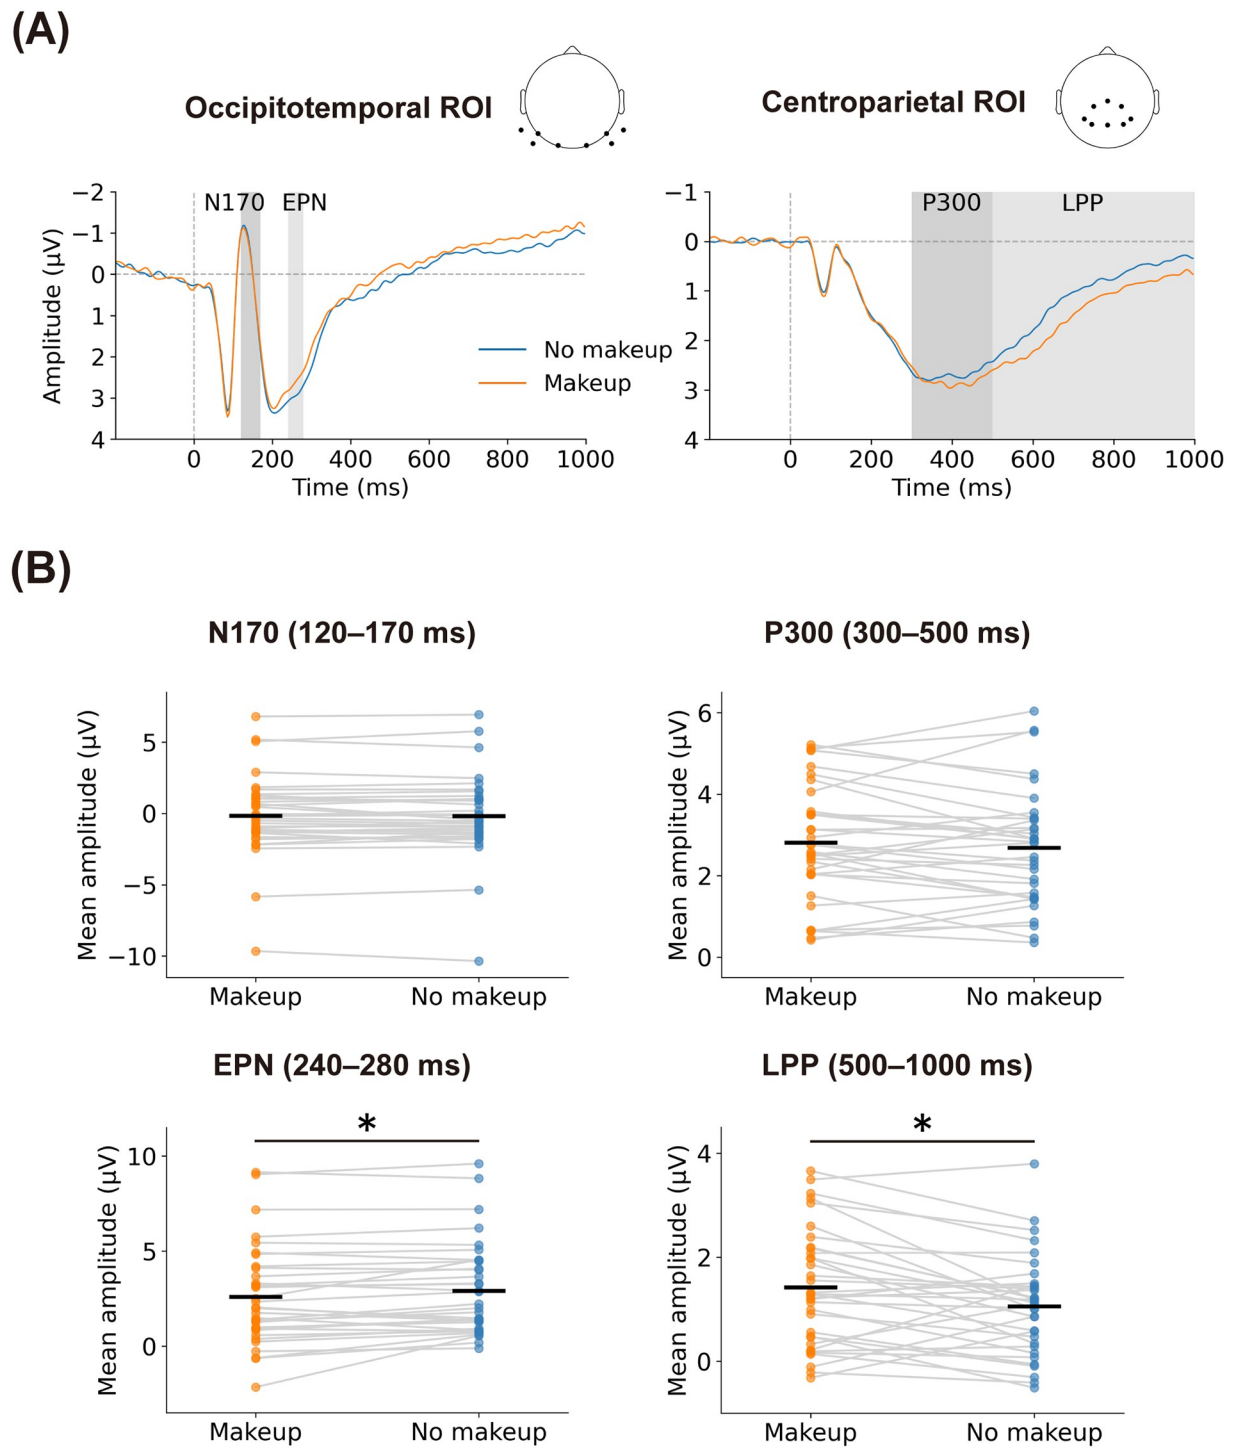 (A)
Occipitotemporal ROI
Centroparietal ROI
−2
−1
0
1
2
3
4
Amplitude (µV)
N170
EPN
No makeup
Makeup
0
200
400
600
800
1000
Time (ms)
−1
0
1
2
3
4
P300
LPP
0
200
400
600
800
1000
Time (ms)
(B)
N170 (120–170 ms)
Mean amplitude (µV)
5
0
−5
−10
Makeup
No makeup
P300 (300–500 ms)
Mean amplitude (µV)
6
4
2
0
Makeup
No makeup
EPN (240–280 ms)
*
Mean amplitude (µV)
10
5
0
Makeup
No makeup
LPP (500–1000 ms)
*
Mean amplitude (µV)
4
2
0
Makeup
No makeup